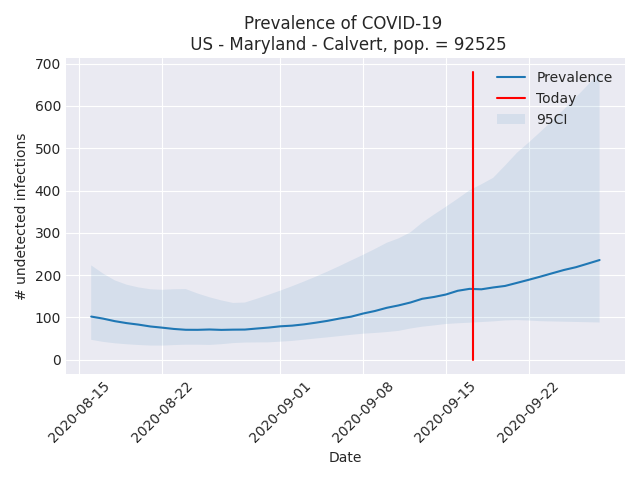 Prevalence of COVID-19
US - Maryland - Calvert, pop. = 92525
# undetected infections
700
600
500
400
300
200
100
0
Prevalence
Today
95CI
2020-08-15
2020-08-22
2020-09-01
2020-09-08
2020-09-15
2020-09-22
Date